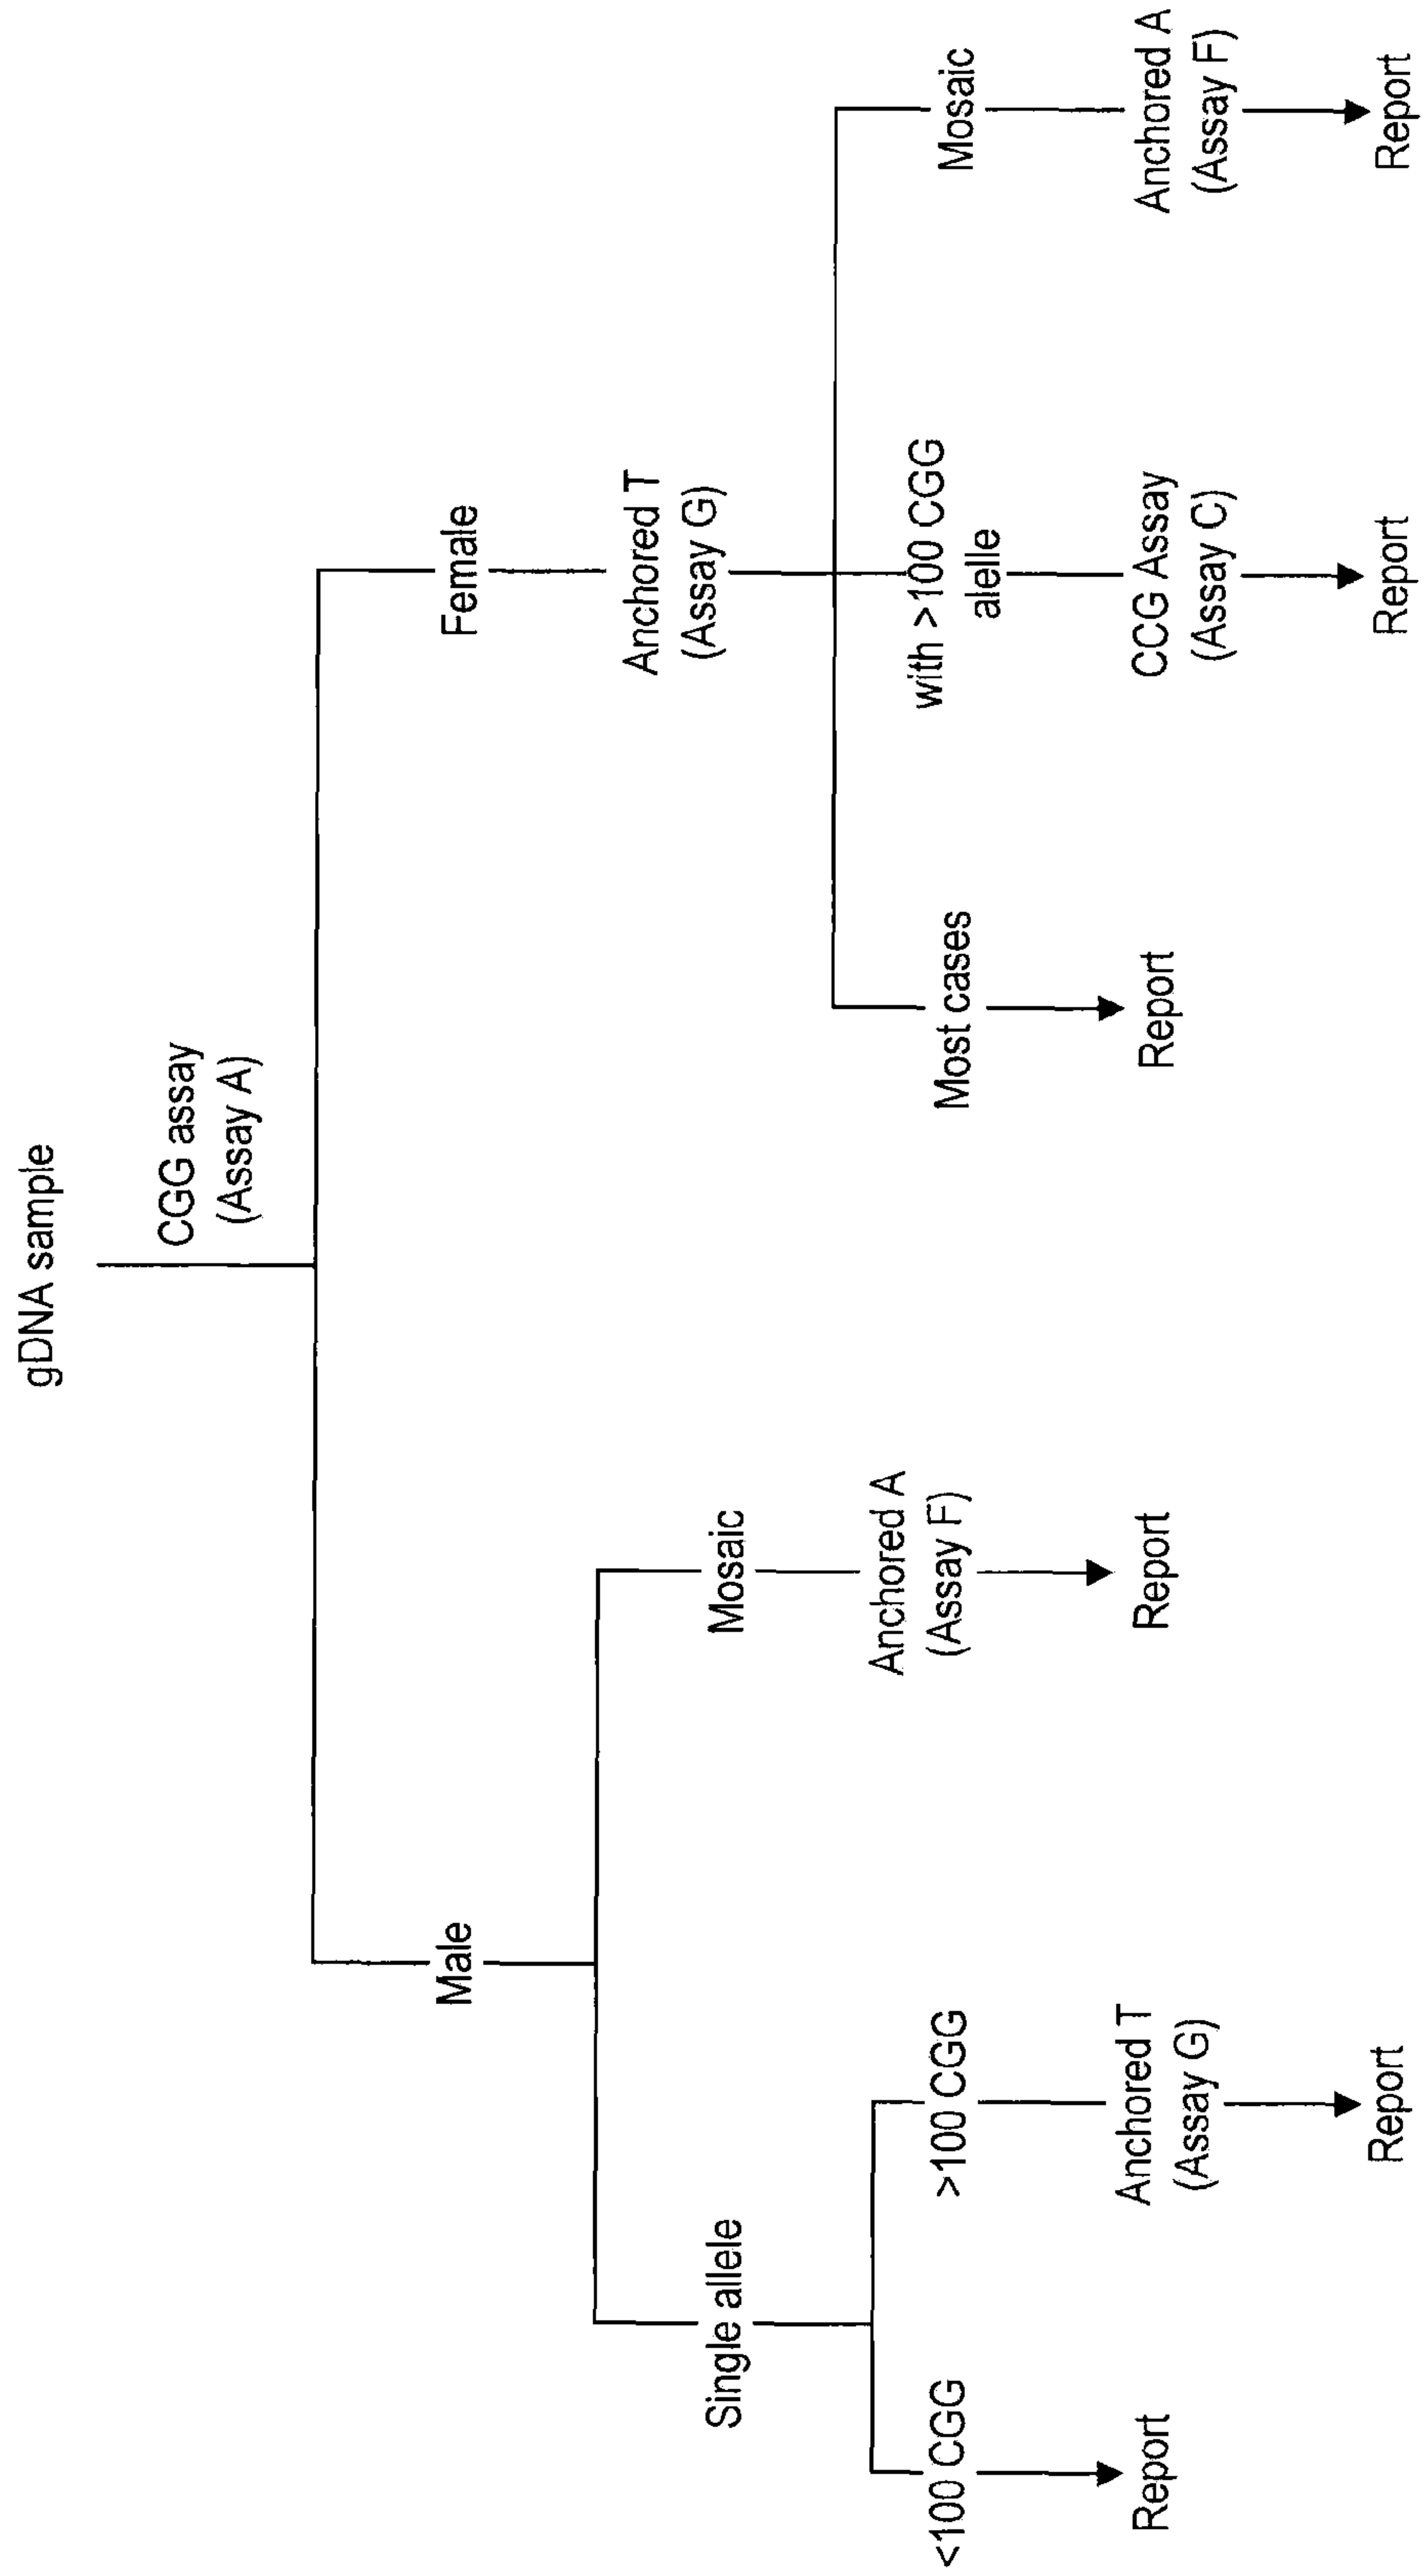 gDNA sample
CGG assay
(Assay A)
Male
Female
Single allele
Mosaic
Anchored T
(Assay G)
<100 CGG
>100 CGG
Anchored A
(Assay F)
Most cases
with >100 CGG
alelle
Mosaic
Report
Anchored T
(Assay G)
Report
Report
Report
CCG Assay
(Assay C)
Anchored A
(Assay F)
Report
Report
Report